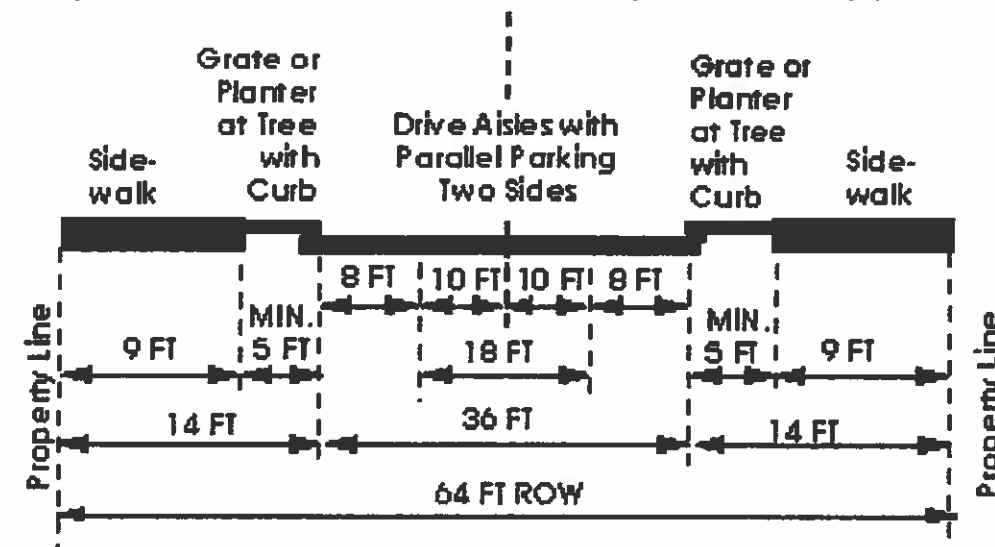 Grate or
Planter
at Tree
with
Curb
Side-
walk
Drive Aisles with
Parallel Parking
Two Sides
Grate or
Planter
at Tree
with
Curb
Side-
walk
8 FT
10 FT
10 FT
8 FT
9 FT
MIN.
5 FT
18 FT
MIN.
5 FT
9 FT
14 FT
36 FT
14 FT
64 FT ROW
Property Line
Property Line